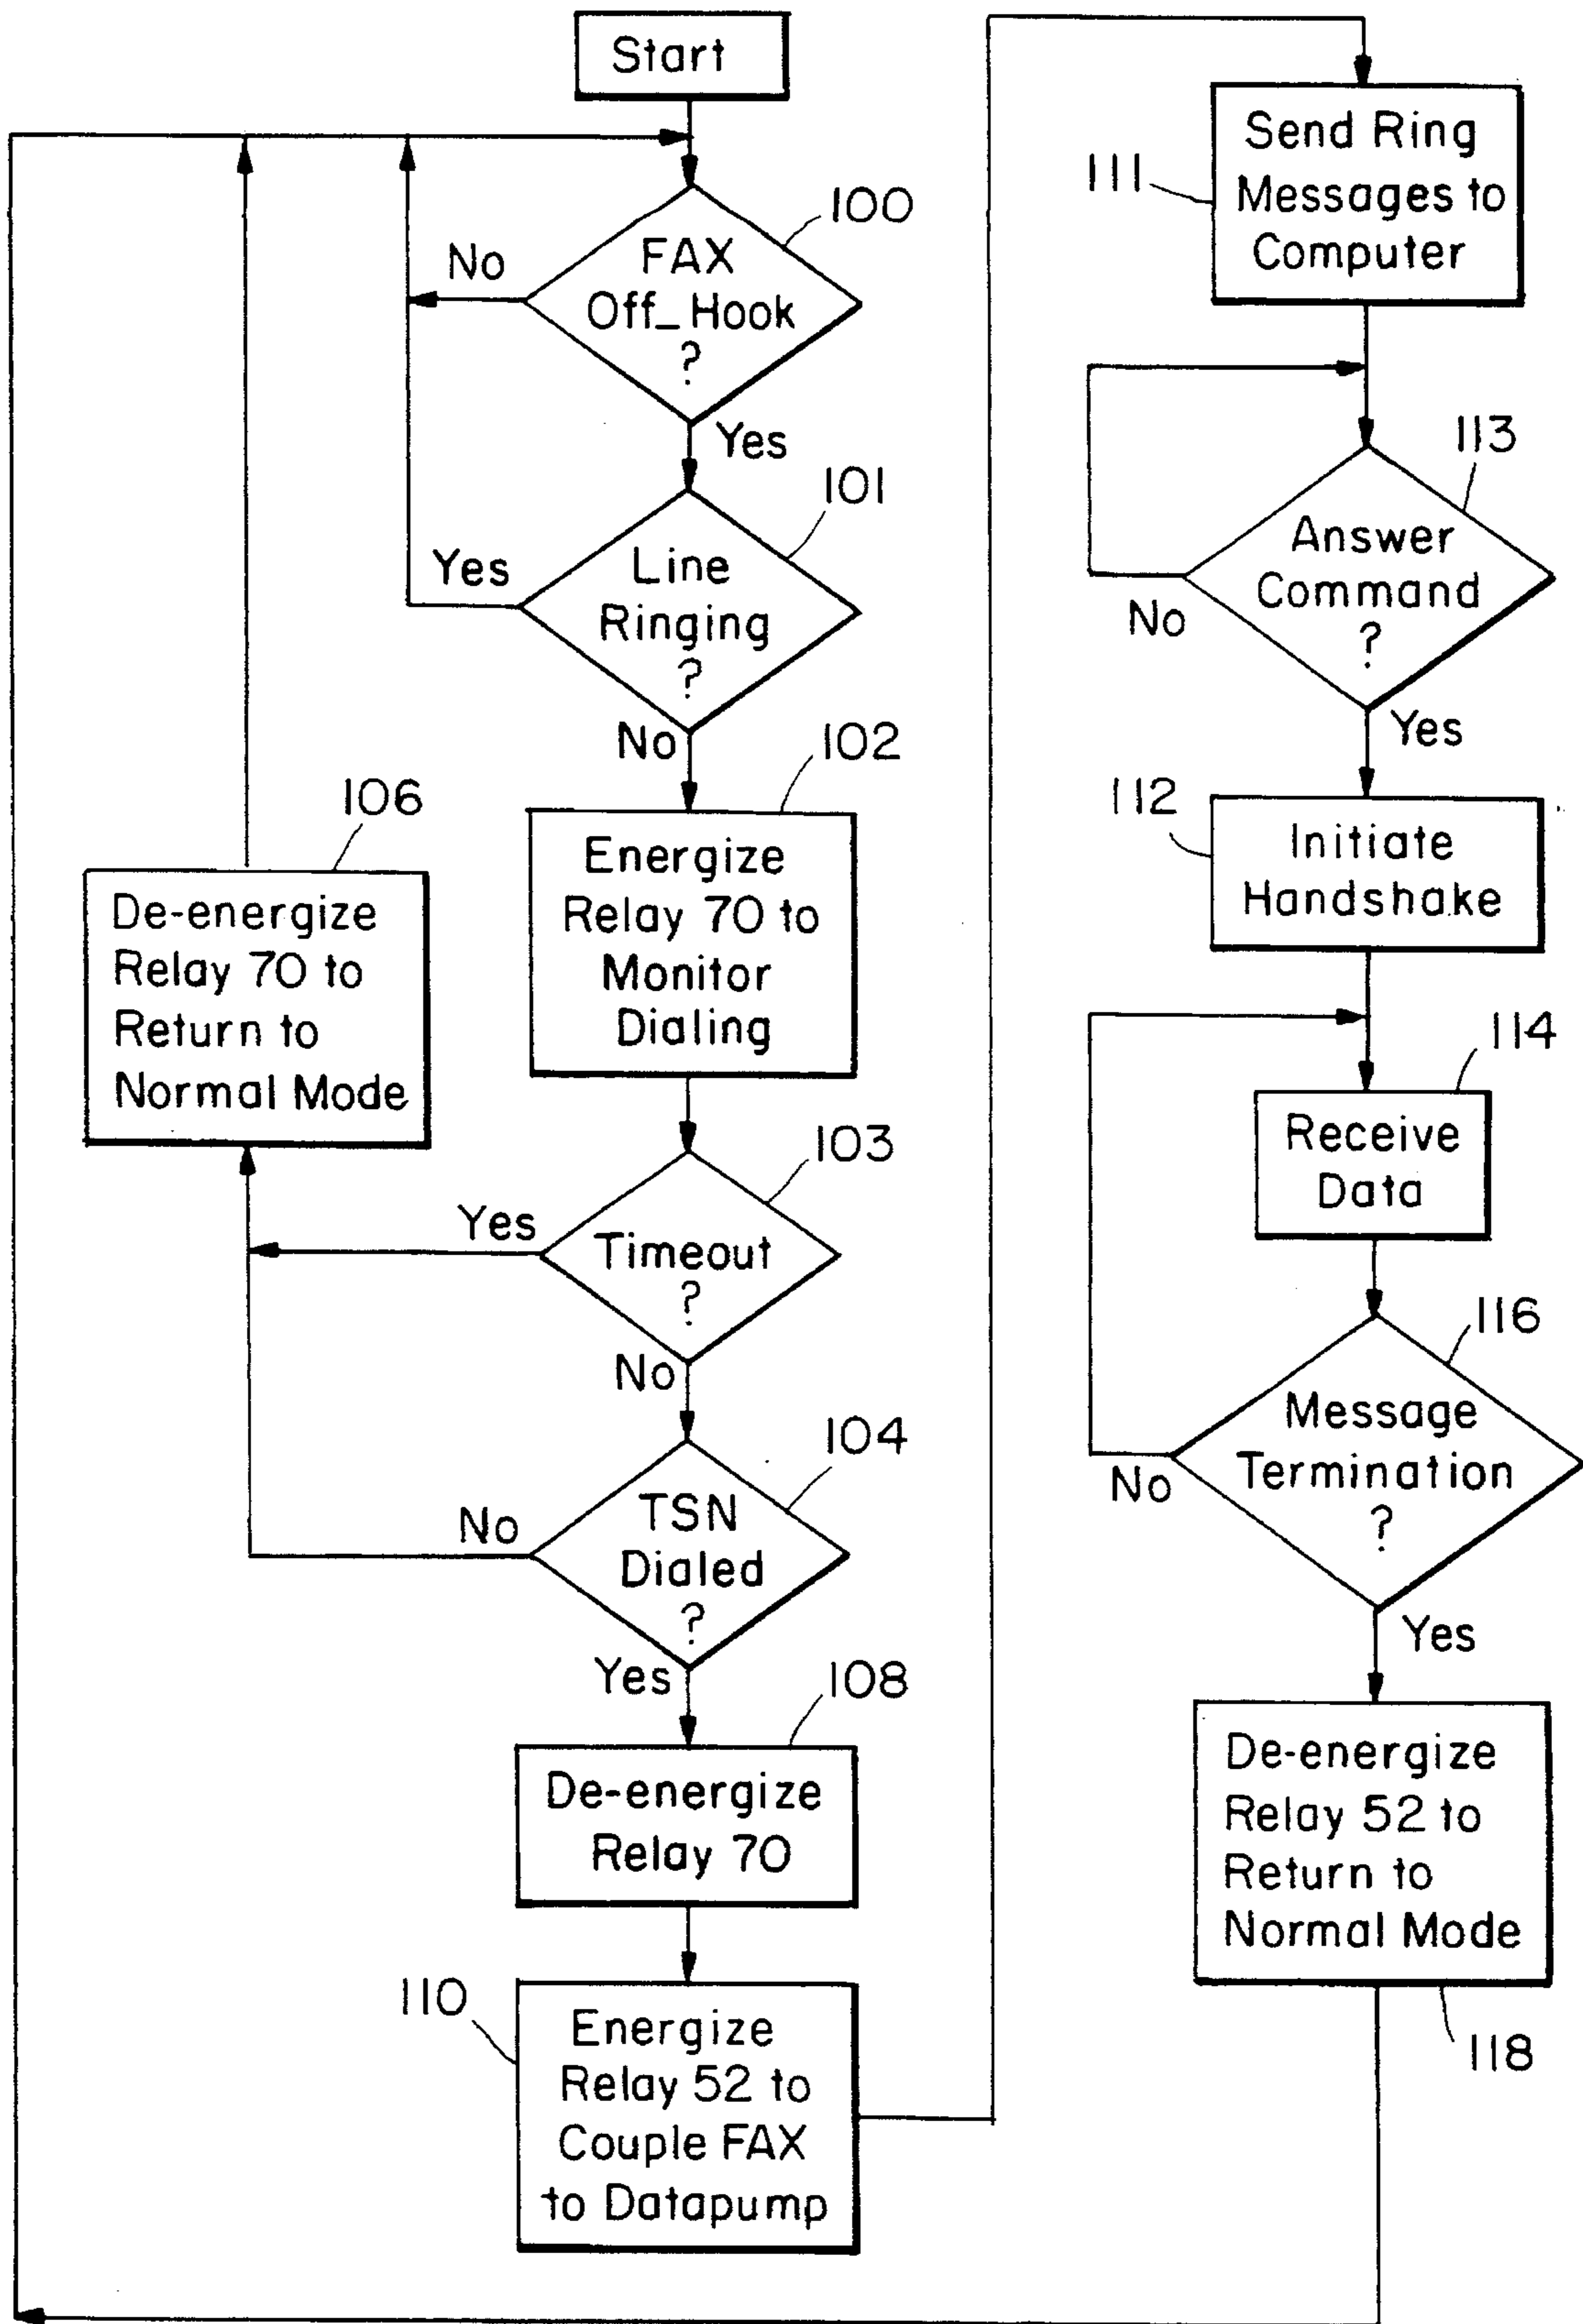 Start
100
FAX
Off_Hook
?
No
Yes
101
Line
Ringing
?
Yes
No
102
Energize
Relay 70 to
Monitor
Dialing
106
De-energize
Relay 70 to
Return to
Normal Mode
103
Timeout
?
Yes
No
104
TSN
Dialed
?
No
Yes
108
De-energize
Relay 70
110
Energize
Relay 52 to
Couple FAX
to Datapump
111
Send Ring
Messages to
Computer
113
Answer
Command
?
No
Yes
112
Initiate
Handshake
114
Receive
Data
116
Message
Termination
?
No
Yes
De-energize
Relay 52 to
Return to
Normal Mode
118